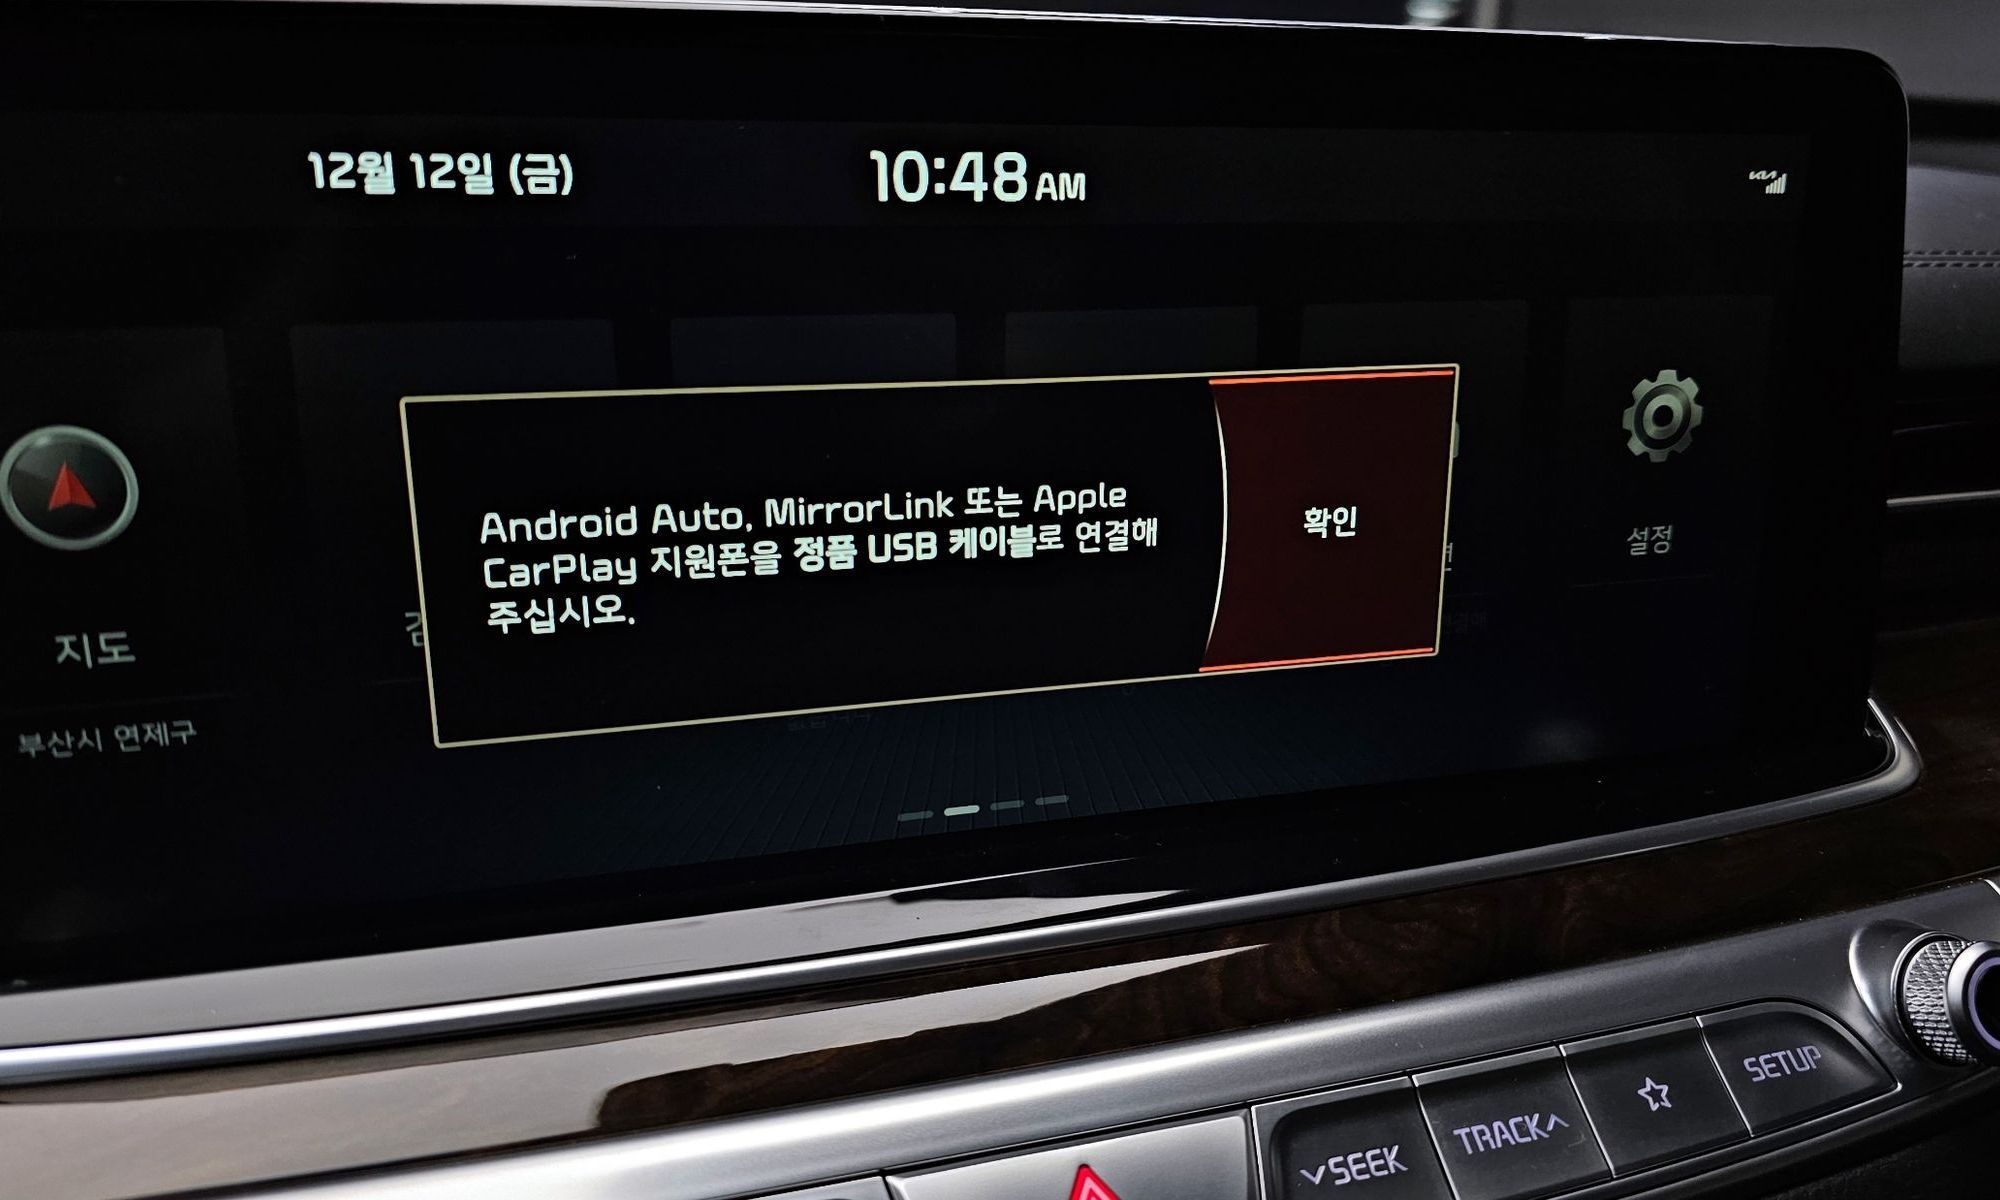 12월 12일 (금)
10:48 AM
KIA
Android Auto, MirrorLink 또는 Apple
CarPlay 지원폰을 정품 USB 케이블로 연결해
주십시오.
확인
설정
지도
부산시 연제구
SEEK
TRACK
SETUP